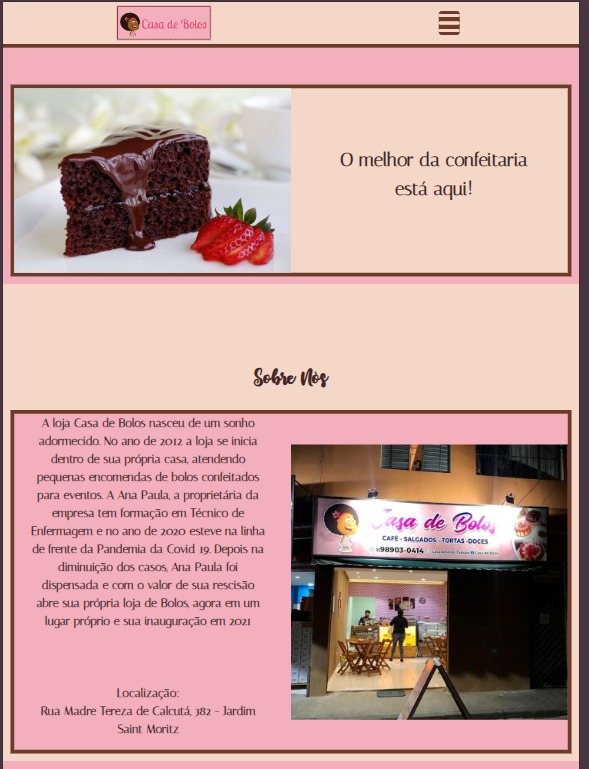 Casa de Bolos
O melhor da confeitaria
está aqui!
Sobre Nòs
A loja Casa de Bolos nasceu de um sonho
adormecido. No ano de 2012 a loja se inicia
dentro de sua própria casa, atendendo
pequenas encomendas de bolos confeitados
para eventos. A Ana Paula, a proprietária da
empresa tem formação em Técnico de
Enfermagem e no ano de 2020 esteve na linha
de frente da Pandemia da Covid 19. Depois na
diminuição dos casos, Ana Paula foi
dispensada e com o valor de sua rescisão
abre sua própria loja de Bolos, agora em um
lugar próprio e sua inauguração em 2021
Localização:
Rua Madre Tereza de Calcutá, 382 - Jardim
Saint Moritz
Casa de Bolos
CAFÉ - SALGADOS - TORTAS - DOCES
98903-0414